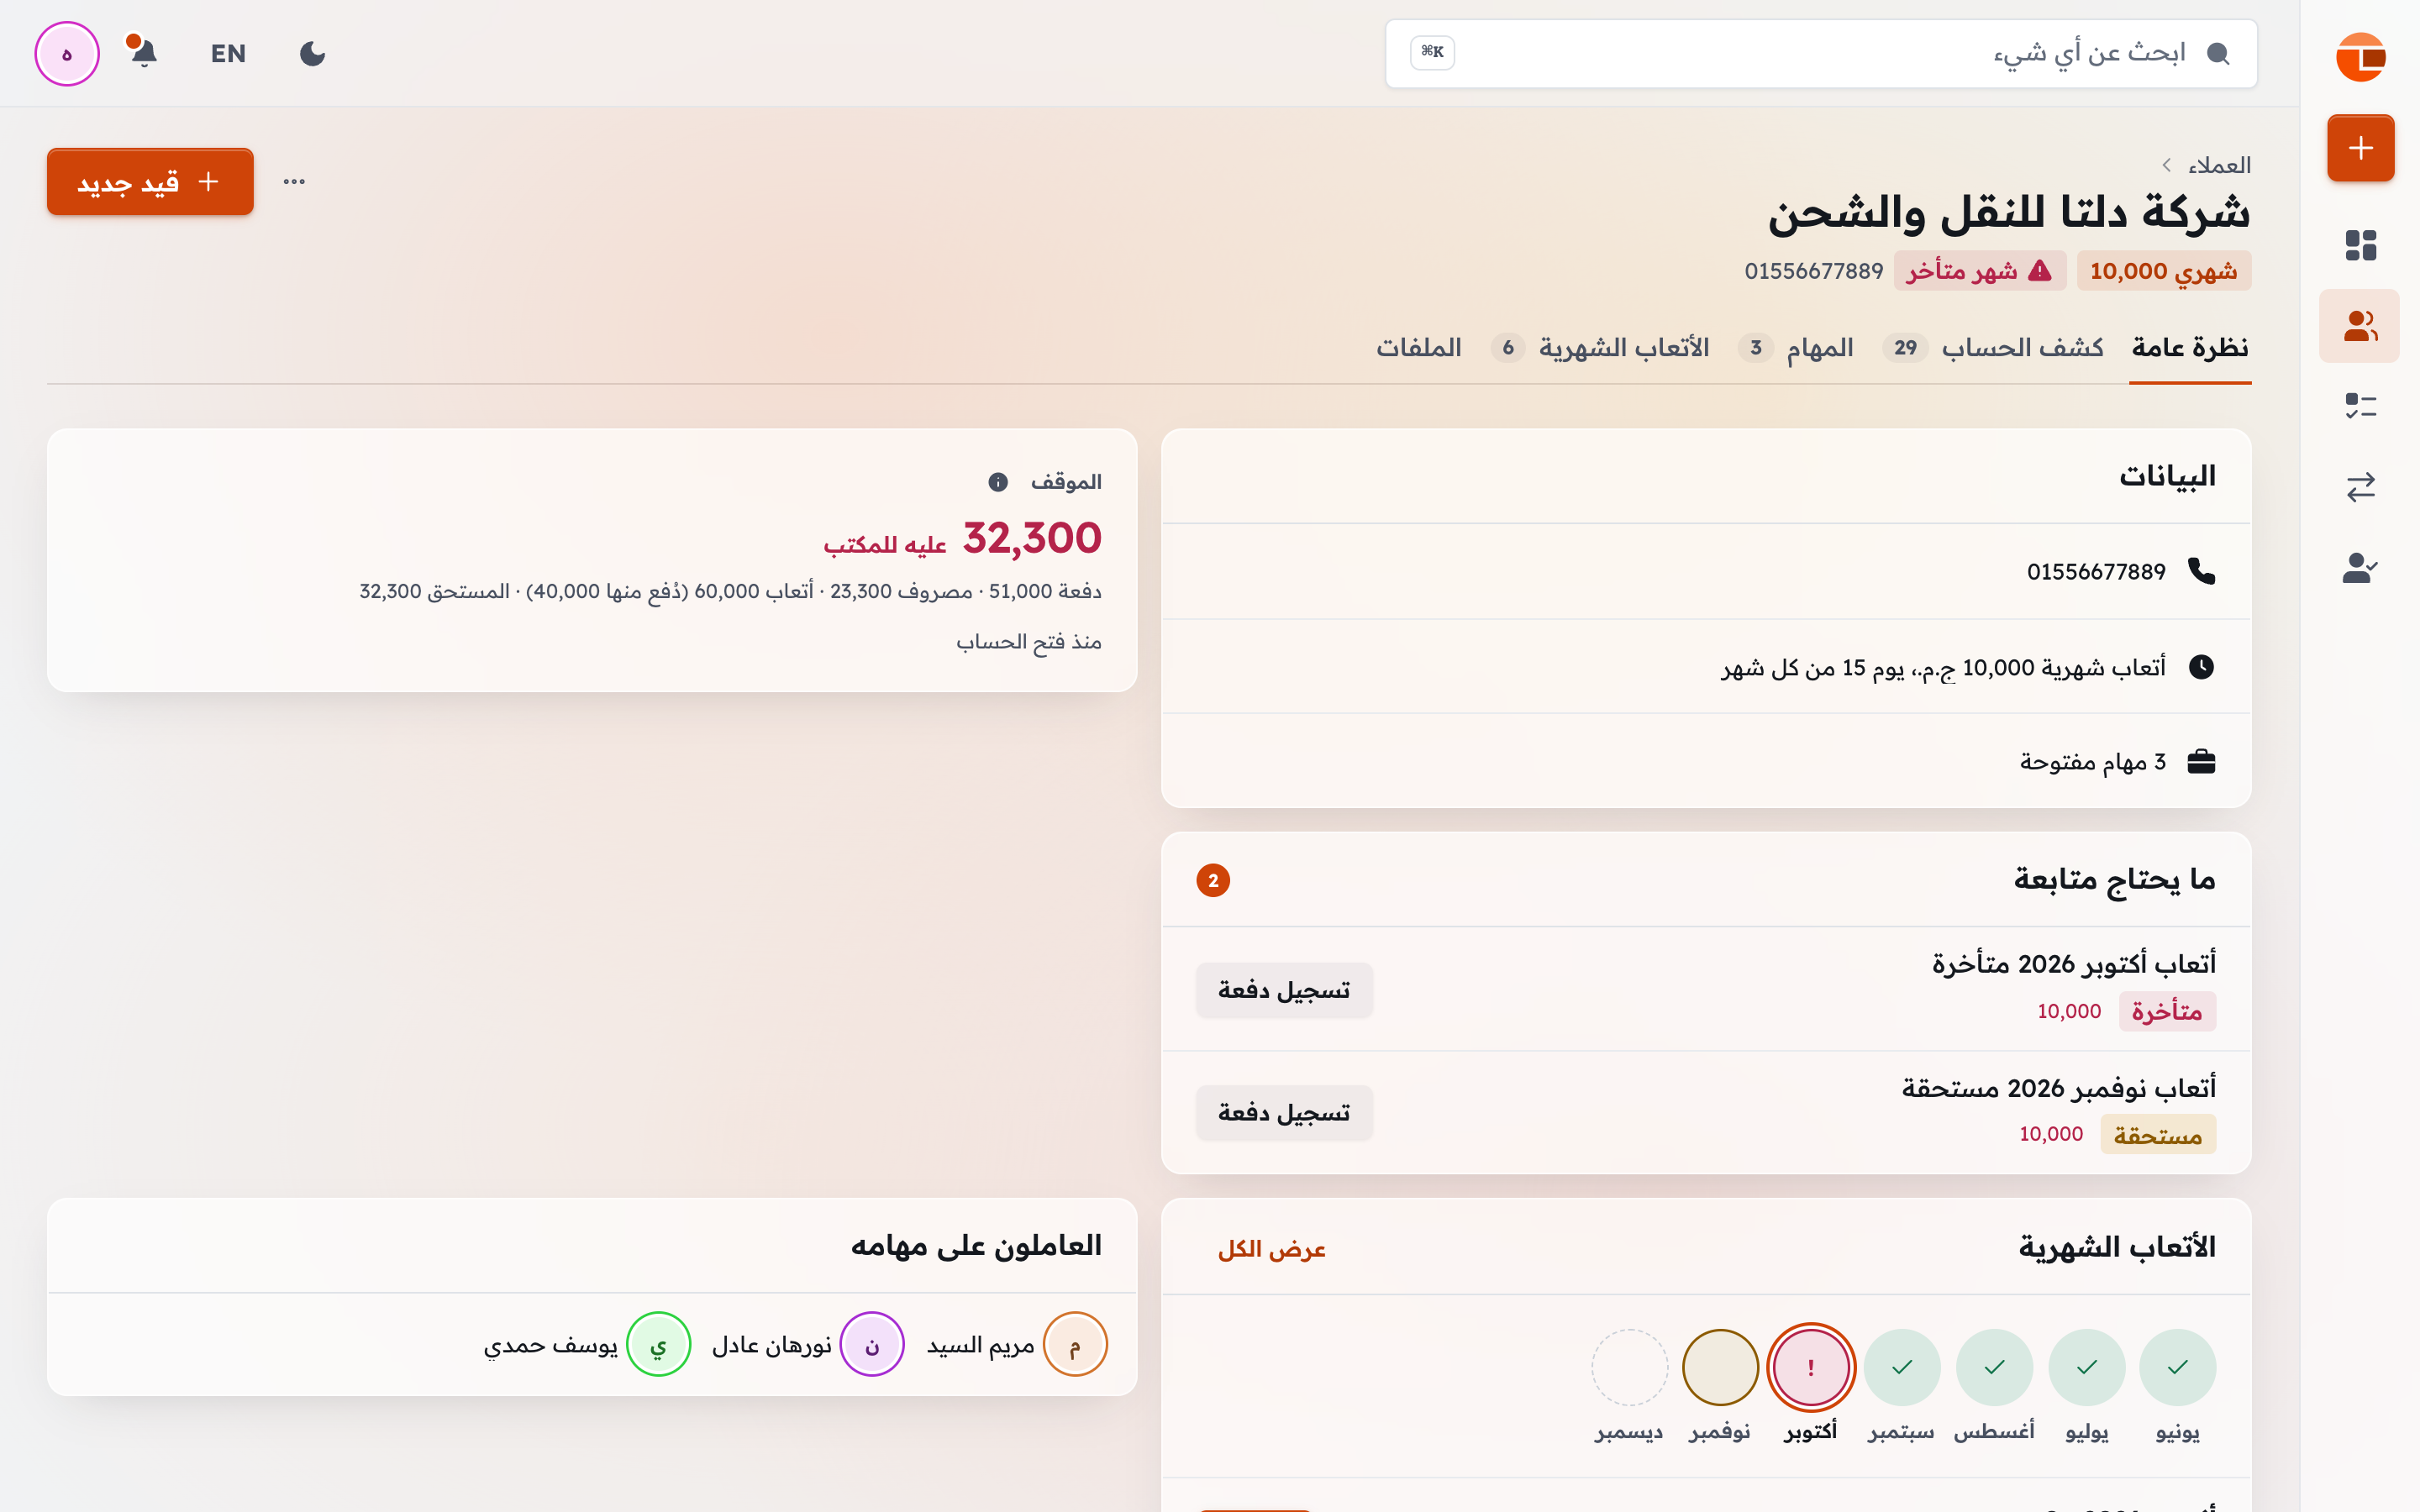 ابحث عن أي شيء
⌘K
EN
ه
العملاء
شركة دلتا للنقل والشحن
شهري 10,000
شهر متأخر
01556677889
قيد جديد
نظرة عامة
كشف الحساب 29
المهام 3
الأتعاب الشهرية 6
الملفات
البيانات
01556677889
أتعاب شهرية 10,000 ج.م.، يوم 15 من كل شهر
3 مهام مفتوحة
الموقف
32,300 عليه للمكتب
دفعة 51,000 · مصروف 23,300 · أتعاب 60,000 (دُفع منها 40,000) · المستحق 32,300
منذ فتح الحساب
ما يحتاج متابعة
2
أتعاب أكتوبر 2026 متأخرة
متأخرة 10,000
تسجيل دفعة
أتعاب نوفمبر 2026 مستحقة
مستحقة 10,000
تسجيل دفعة
الأتعاب الشهرية
عرض الكل
!
يونيو
يوليو
أغسطس
سبتمبر
أكتوبر
نوفمبر
ديسمبر
العاملون على مهامه
م مريم السيد
ن نورهان عادل
ي يوسف حمدي